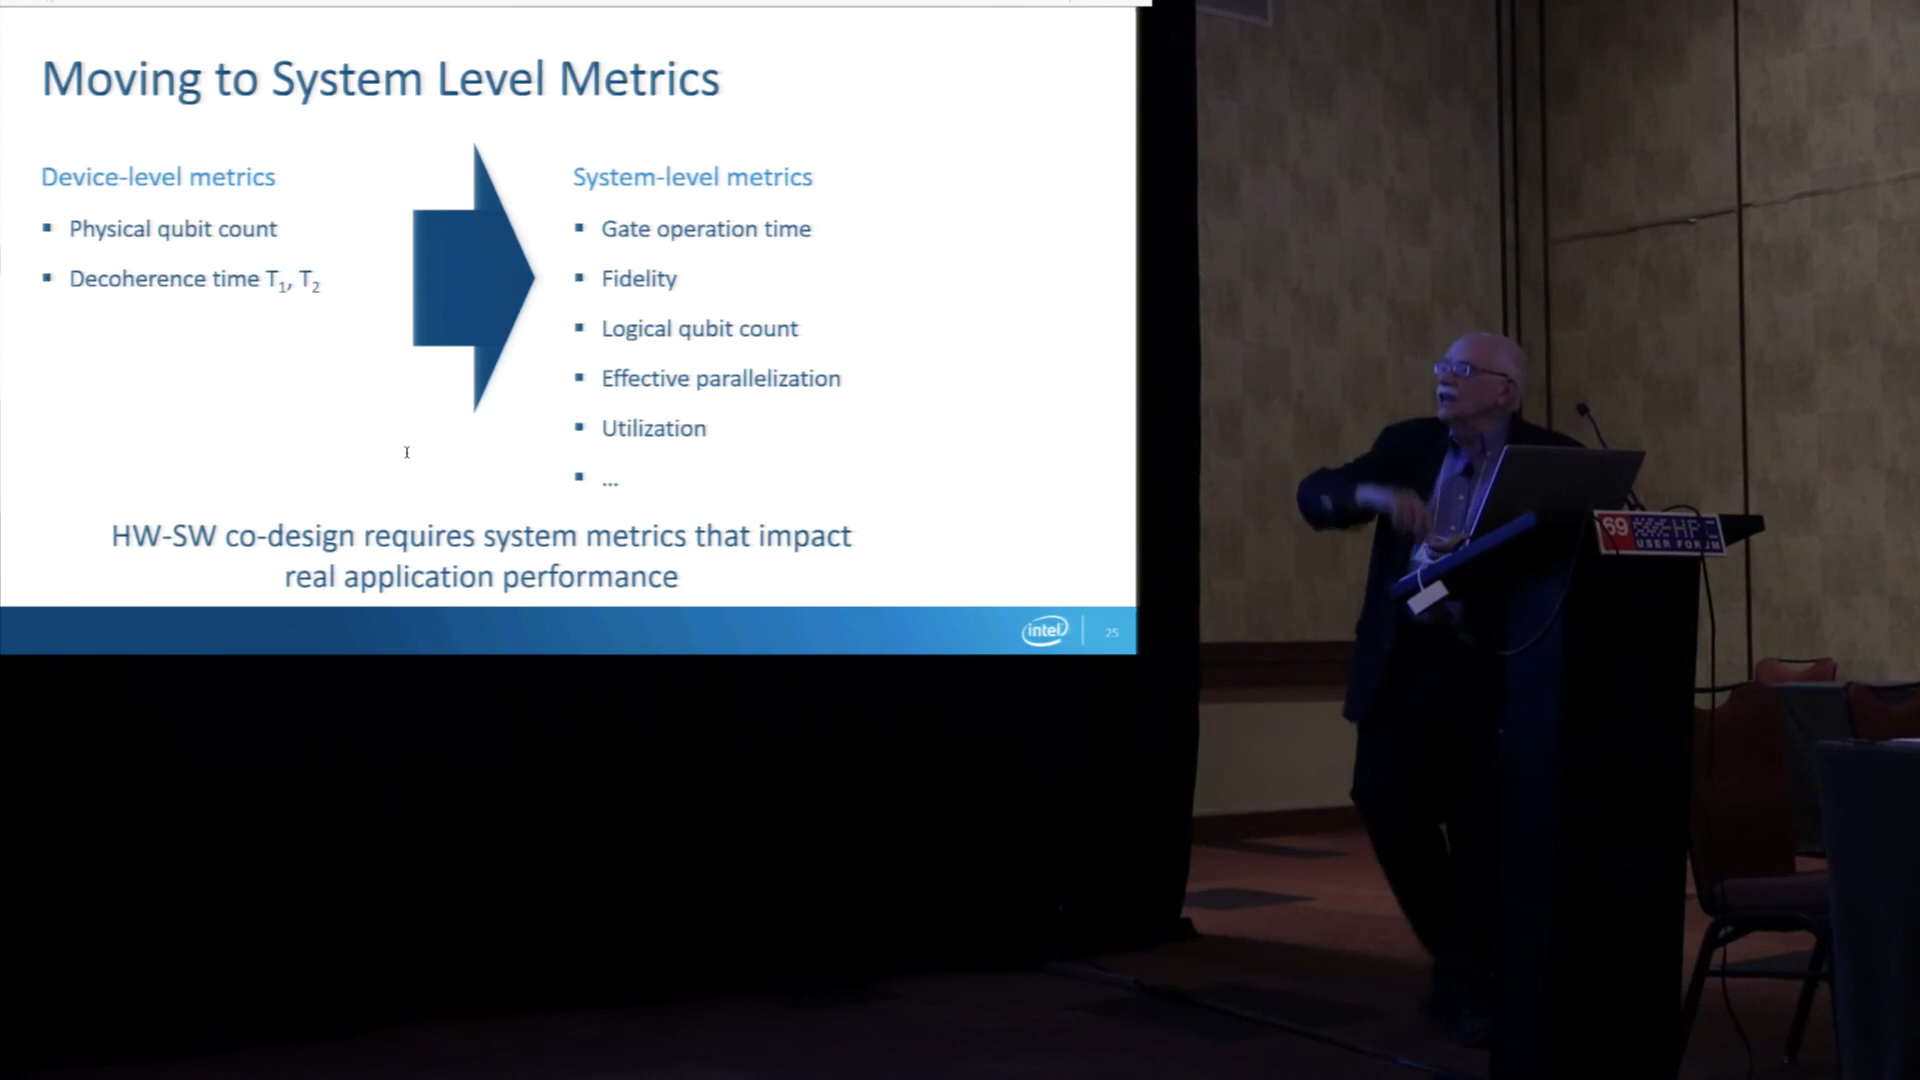 Moving to System Level Metrics
Device-level metrics
▪ Physical qubit count
▪ Decoherence time T₁, T₂
System-level metrics
▪ Gate operation time
▪ Fidelity
▪ Logical qubit count
▪ Effective parallelization
▪ Utilization
▪ ...
HW-SW co-design requires system metrics that impact
real application performance
intel
25
69
USER FORUM